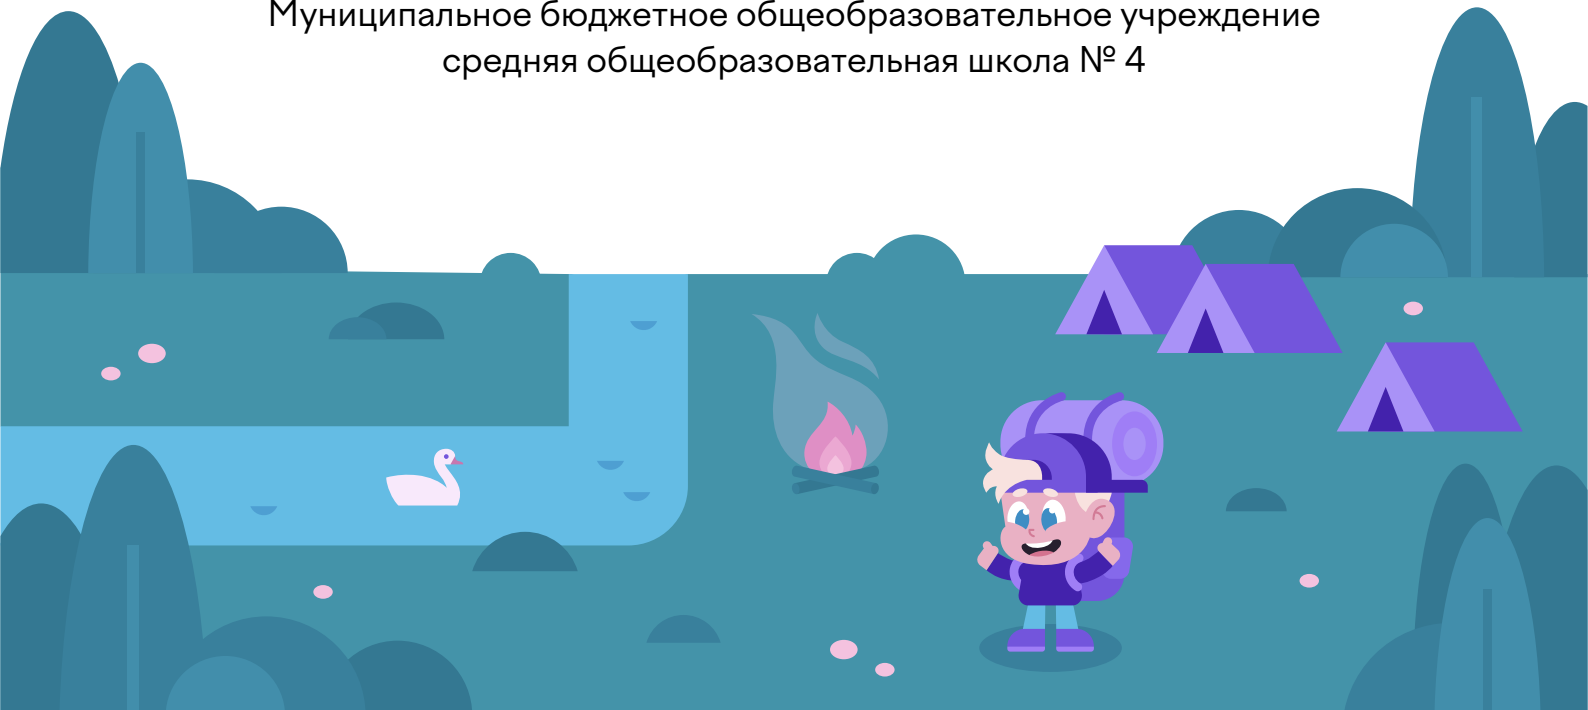 Муниципальное бюджетное общеобразовательное учреждение
средняя общеобразовательная школа № 4